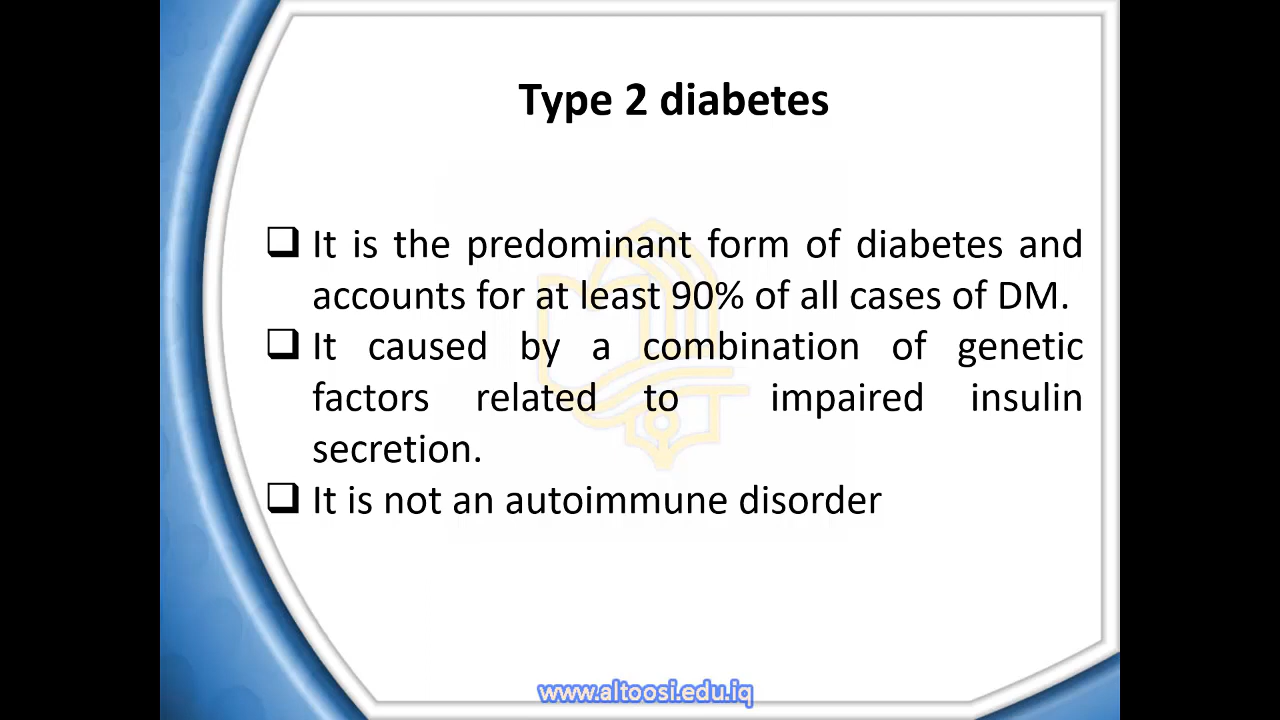 Type 2 diabetes
❑ It is the predominant form of diabetes and
accounts for at least 90% of all cases of DM.
❑ It caused by a combination of genetic
factors related to impaired insulin
secretion.
❑ It is not an autoimmune disorder
www.altoosi.edu.iq